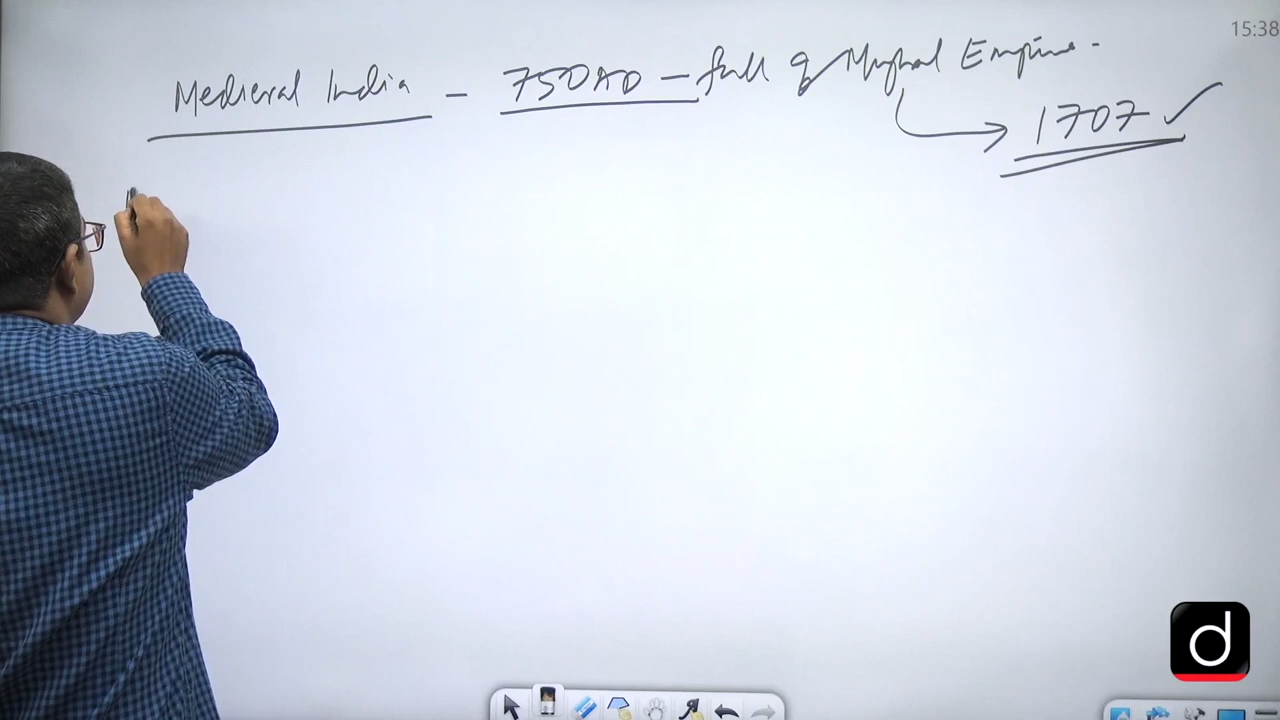 15:38
Medieval India - 750AD - fall of Mughal Empire.
→ 1707 ✓
d